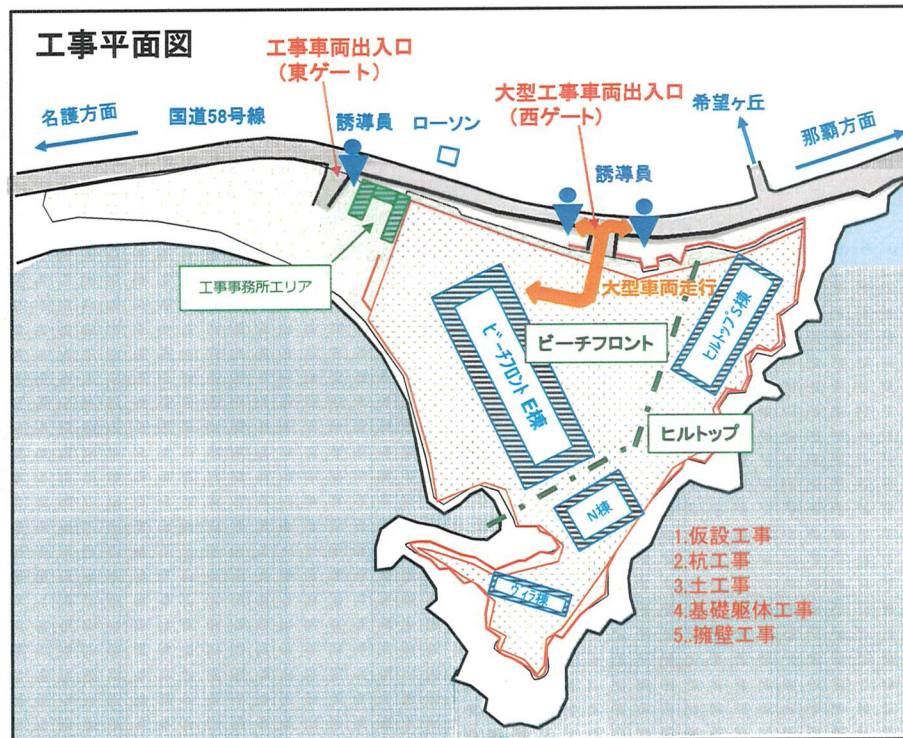 工事平面図
工事車両出入口
(東ゲート)
大型工事車両出入口
(西ゲート)
希望ヶ丘
那覇方面
名護方面
国道58号線
誘導員
ローソン
誘導員
工事事務所エリア
大型車両走行
ビーチフロント
ビーチフロント E棟
ヒルトップS棟
ヒルトップ
N棟
ヴィラ棟
1.仮設工事
2.杭工事
3.土工事
4.基礎躯体工事
5..擁壁工事